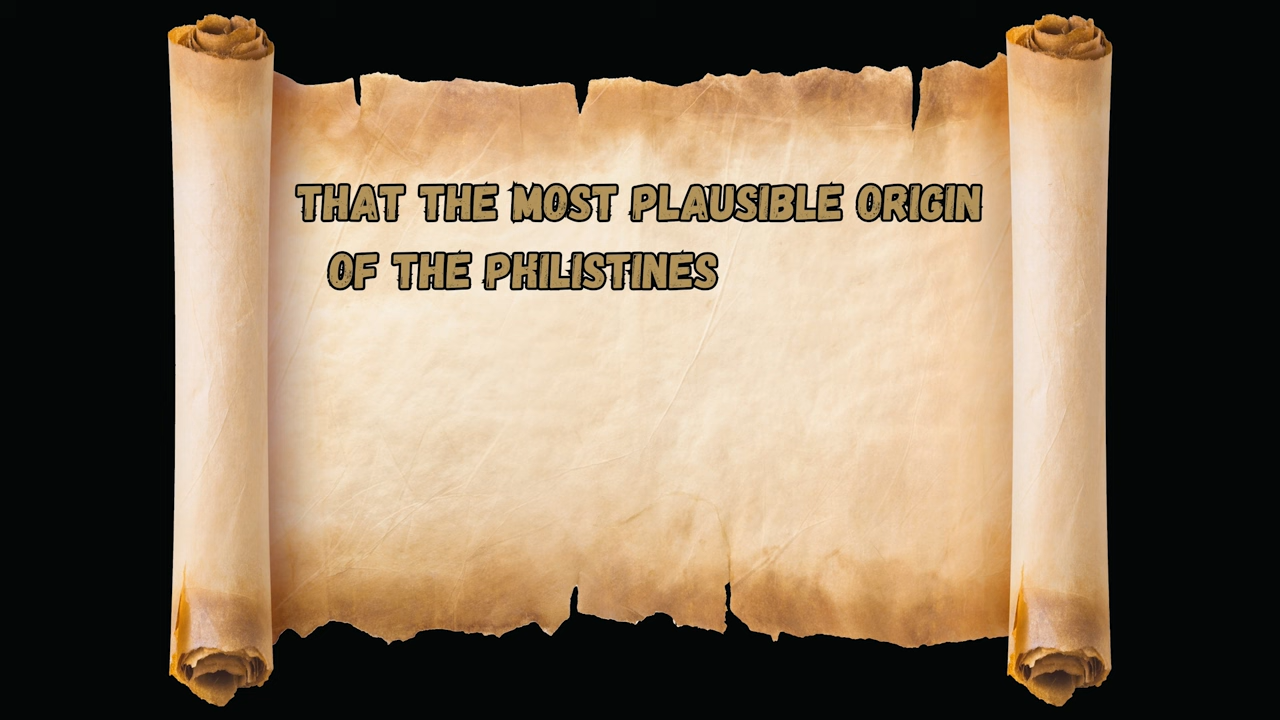 THAT THE MOST PLAUSIBLE ORIGIN
OF THE PHILISTINES